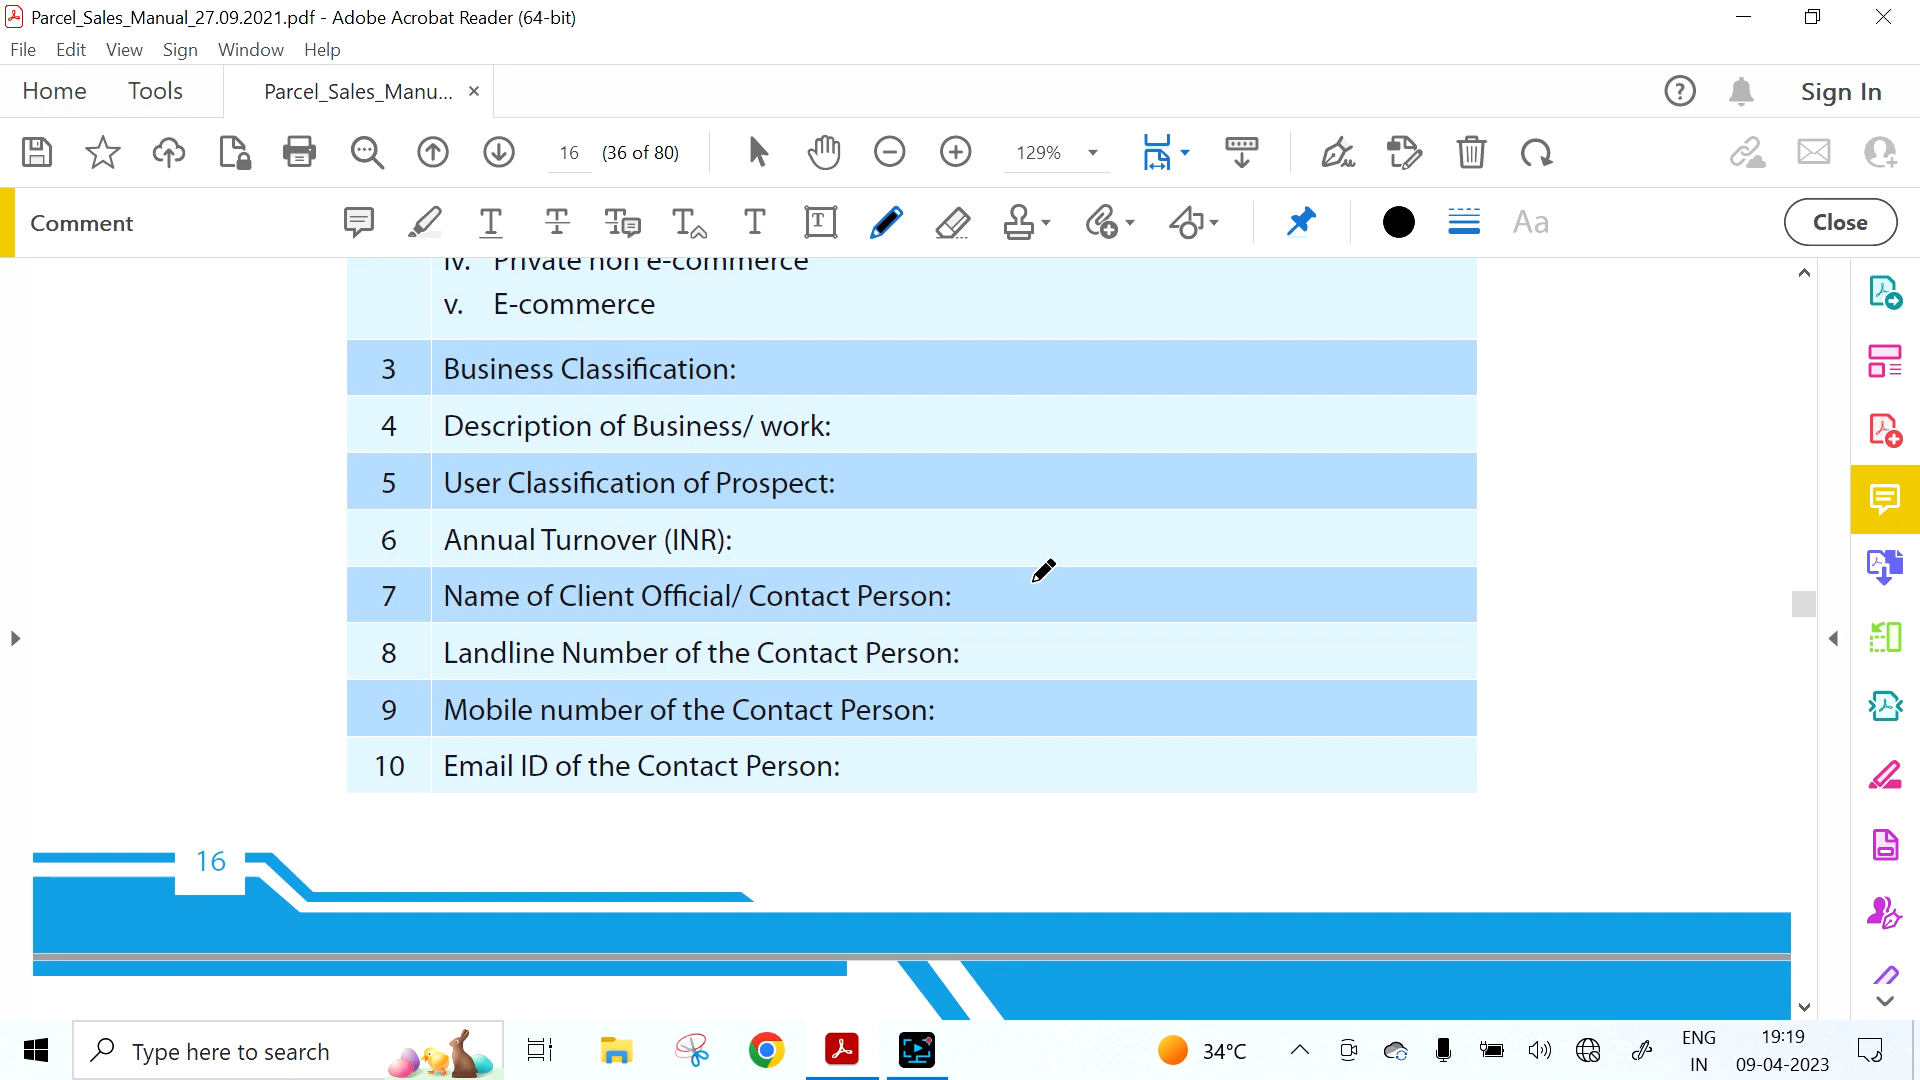 Parcel_Sales_Manual_27.09.2021.pdf - Adobe Acrobat Reader (64-bit)
File Edit View Sign Window Help
Home Tools Parcel_Sales_Manu... × Sign In
16 (36 of 80) 129%
Comment Aa Close
iv. Private non e-commerce
v. E-commerce
3 Business Classification:
4 Description of Business/ work:
5 User Classification of Prospect:
6 Annual Turnover (INR):
7 Name of Client Official/ Contact Person:
8 Landline Number of the Contact Person:
9 Mobile number of the Contact Person:
10 Email ID of the Contact Person:
16
Type here to search 34°C ENG 19:19
IN 09-04-2023